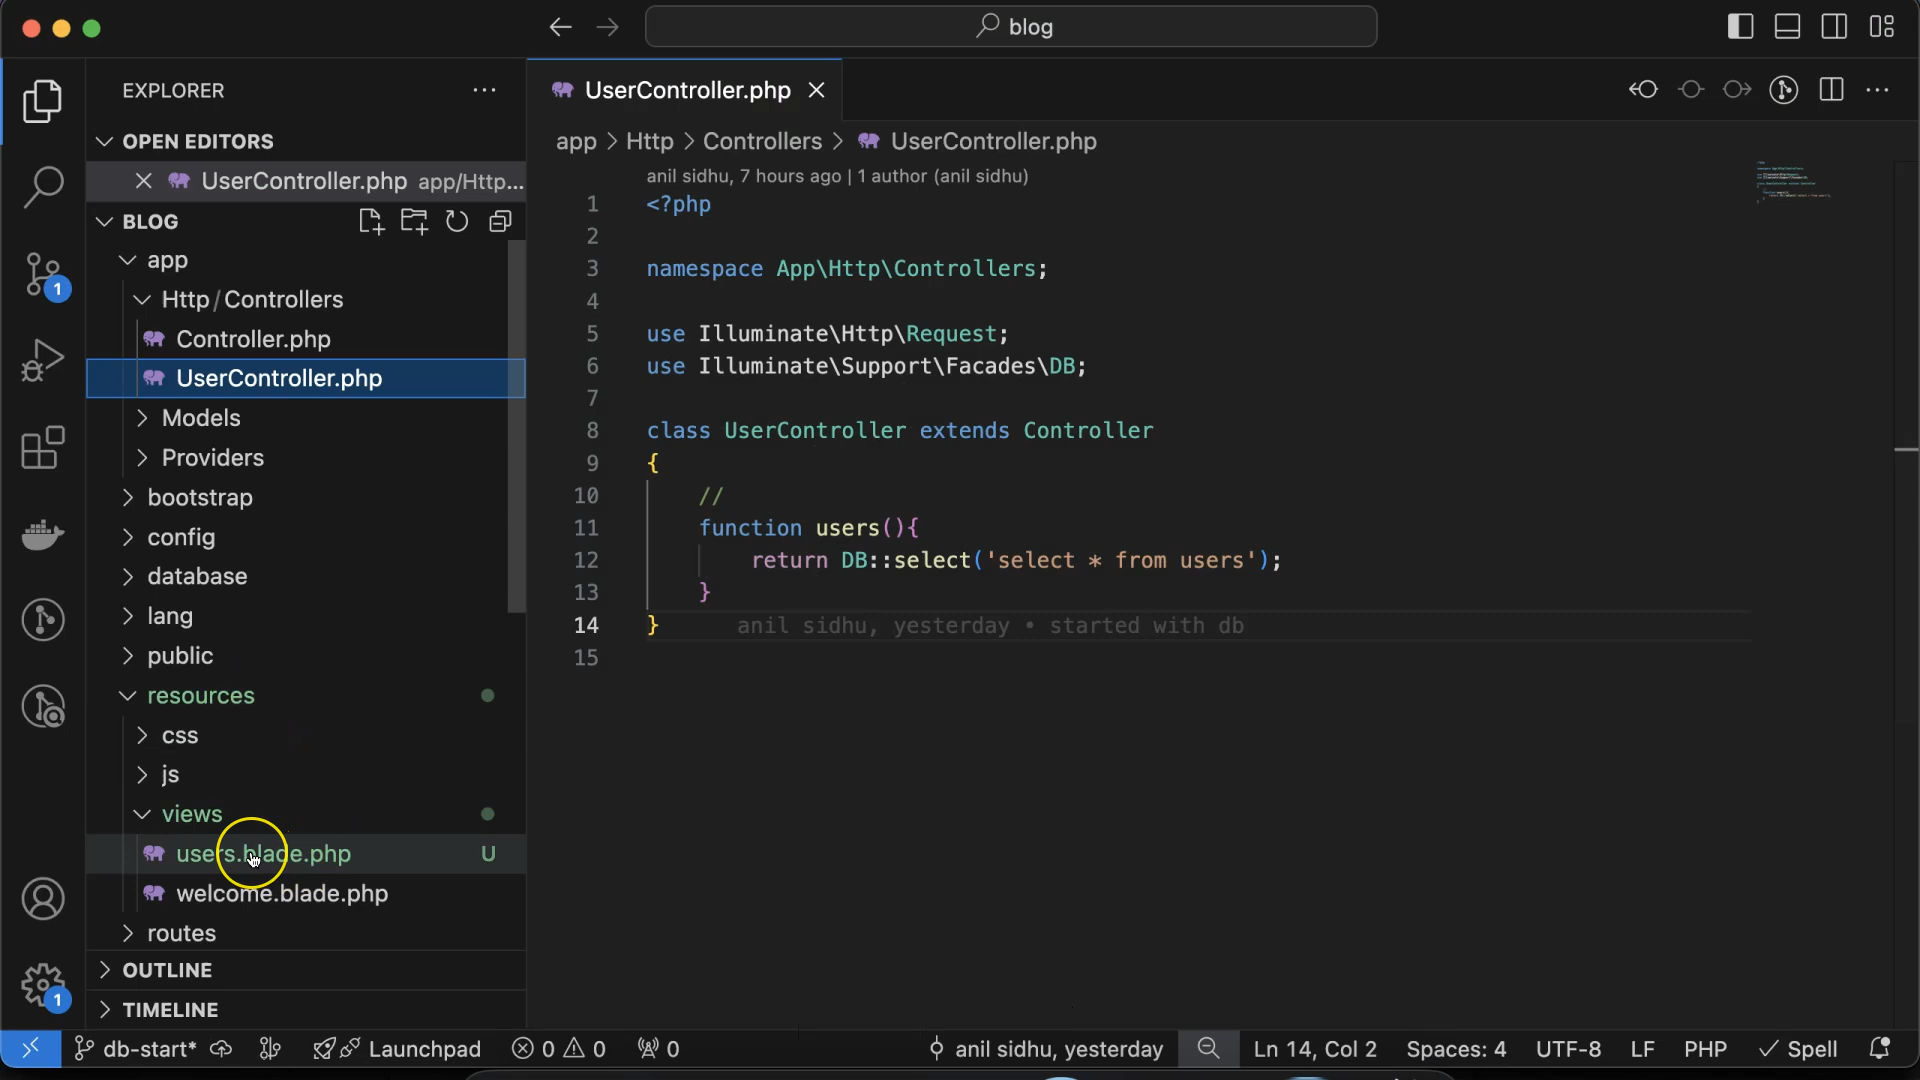 blog
EXPLORER
UserController.php
OPEN EDITORS
UserController.php app/Http...
BLOG
app
Http / Controllers
Controller.php
UserController.php
Models
Providers
bootstrap
config
database
lang
public
resources
css
js
views
users.blade.php U
welcome.blade.php
routes
OUTLINE
TIMELINE
1
1
app > Http > Controllers > UserController.php
anil sidhu, 7 hours ago | 1 author (anil sidhu)
1 <?php
2
3 namespace App\Http\Controllers;
4
5 use Illuminate\Http\Request;
6 use Illuminate\Support\Facades\DB;
7
8 class UserController extends Controller
9 {
10 //
11 function users(){
12 return DB::select('select * from users');
13 }
14 } anil sidhu, yesterday • started with db
15
db-start* Launchpad 0 0 0 anil sidhu, yesterday Ln 14, Col 2 Spaces: 4 UTF-8 LF PHP Spell